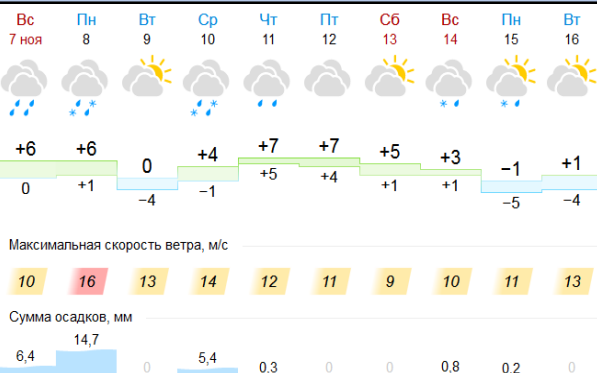 Вс Пн Вт Ср Чт Пт Сб Вс Пн Вт
7 ноя 8 9 10 11 12 13 14 15 16
+6 +6 0 +4 +7 +7 +5 +3 −1 +1
0 +1 −4 −1 +5 +4 +1 +1 −5 −4
Максимальная скорость ветра, м/с
10 16 13 14 12 11 9 10 11 13
Сумма осадков, мм
6,4 14,7 0 5,4 0,3 0 0 0,8 0,2 0